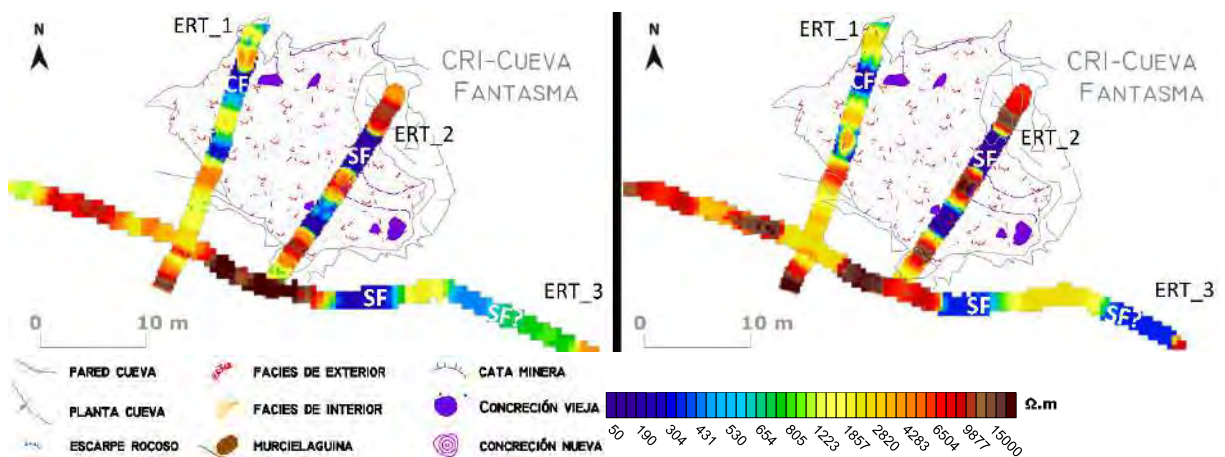 N
ERT_1
CF
CRI-CUEVA
FANTASMA
ERT_2
SF
SF
SF?
ERT_3
0 10 m
N
ERT_1
CF
CRI-CUEVA
FANTASMA
ERT_2
SF
SF
SF?
ERT_3
0 10 m
PARED CUEVA
FACIES DE EXTERIOR
CATA MINERA
PLANTA CUEVA
FACIES DE INTERIOR
CONCRECIÓN VIEJA
ESCARPE ROCOSO
MURCIELAGUINA
CONCRECIÓN NUEVA
Ω.m
50 190 304 431 530 654 805 1223 1857 2820 4283 6504 9877 15000